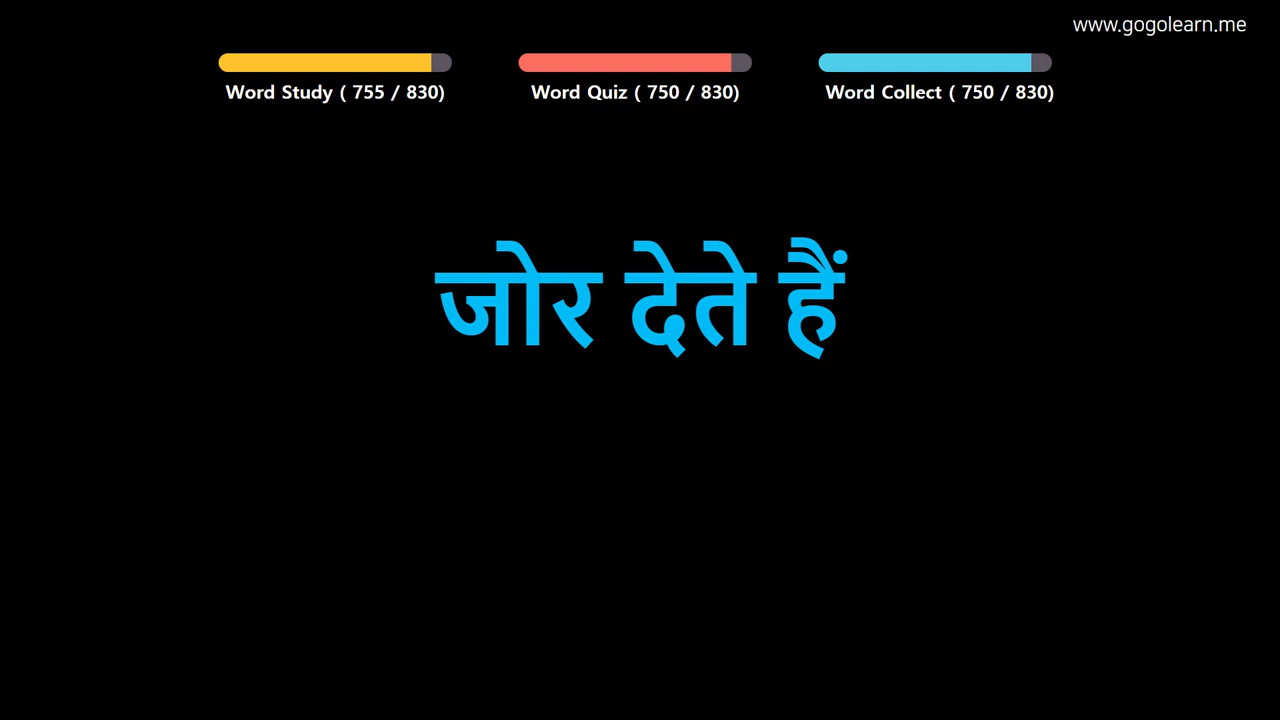 www.gogolearn.me
Word Study ( 755 / 830)
Word Quiz ( 750 / 830)
Word Collect ( 750 / 830)
जोर देते हैं